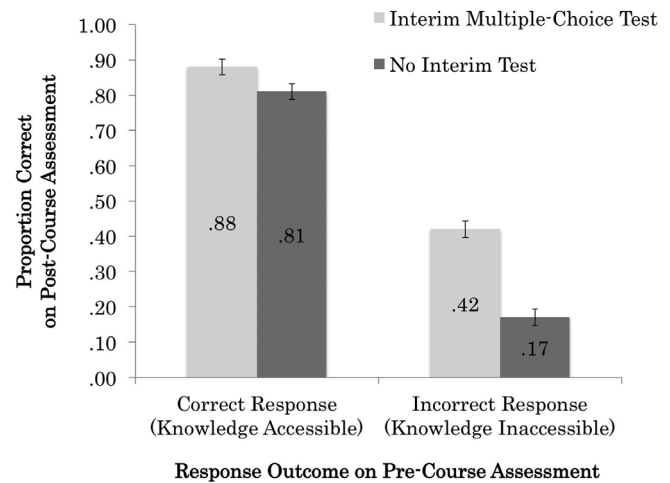 Interim Multiple-Choice Test
No Interim Test
Proportion Correct
on Post-Course Assessment
1.00
.90
.80
.70
.60
.50
.40
.30
.20
.10
.00
.88
.81
.42
.17
Correct Response
(Knowledge Accessible)
Incorrect Response
(Knowledge Inaccessible)
Response Outcome on Pre-Course Assessment